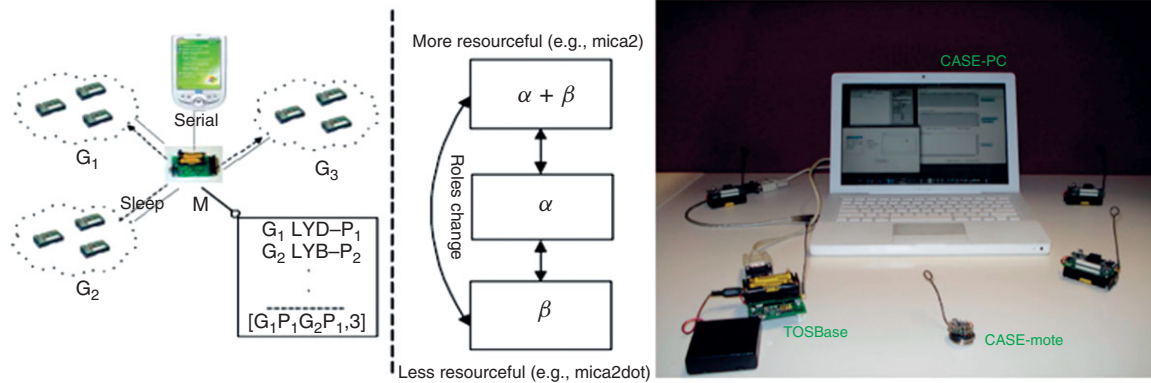 Serial
G₁
G₃
Sleep
M
G₂
G₁ LYD–P₁
G₂ LYB–P₂
.
.
[G₁P₁G₂P₁,3]
More resourceful (e.g., mica2)
α + β
Roles change
α
β
Less resourceful (e.g., mica2dot)
CASE-PC
TOSBase
CASE-mote